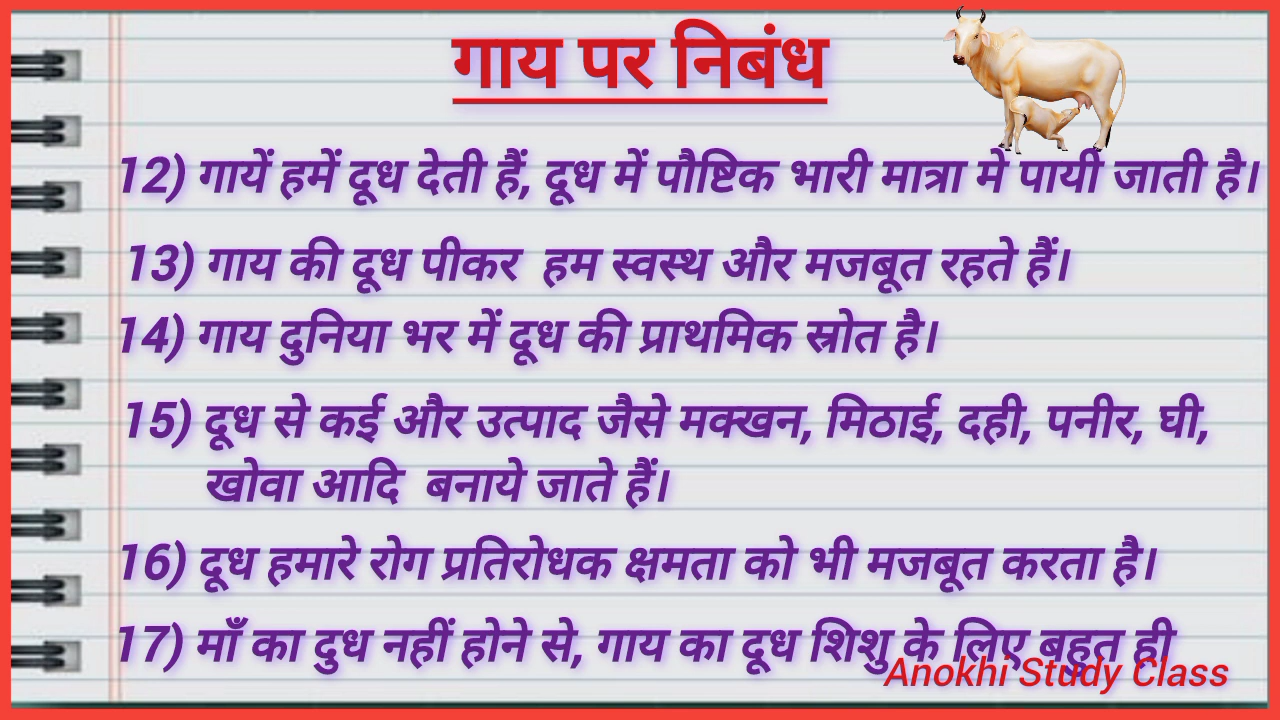 गाय पर निबंध
12) गायें हमें दूध देती हैं, दूध में पौष्टिक भारी मात्रा मे पायी जाती है।
13) गाय की दूध पीकर हम स्वस्थ और मजबूत रहते हैं।
14) गाय दुनिया भर में दूध की प्राथमिक स्रोत है।
15) दूध से कई और उत्पाद जैसे मक्खन, मिठाई, दही, पनीर, घी,
खोवा आदि बनाये जाते हैं।
16) दूध हमारे रोग प्रतिरोधक क्षमता को भी मजबूत करता है।
17) माँ का दुध नहीं होने से, गाय का दूध शिशु के लिए बहुत ही
Anokhi Study Class